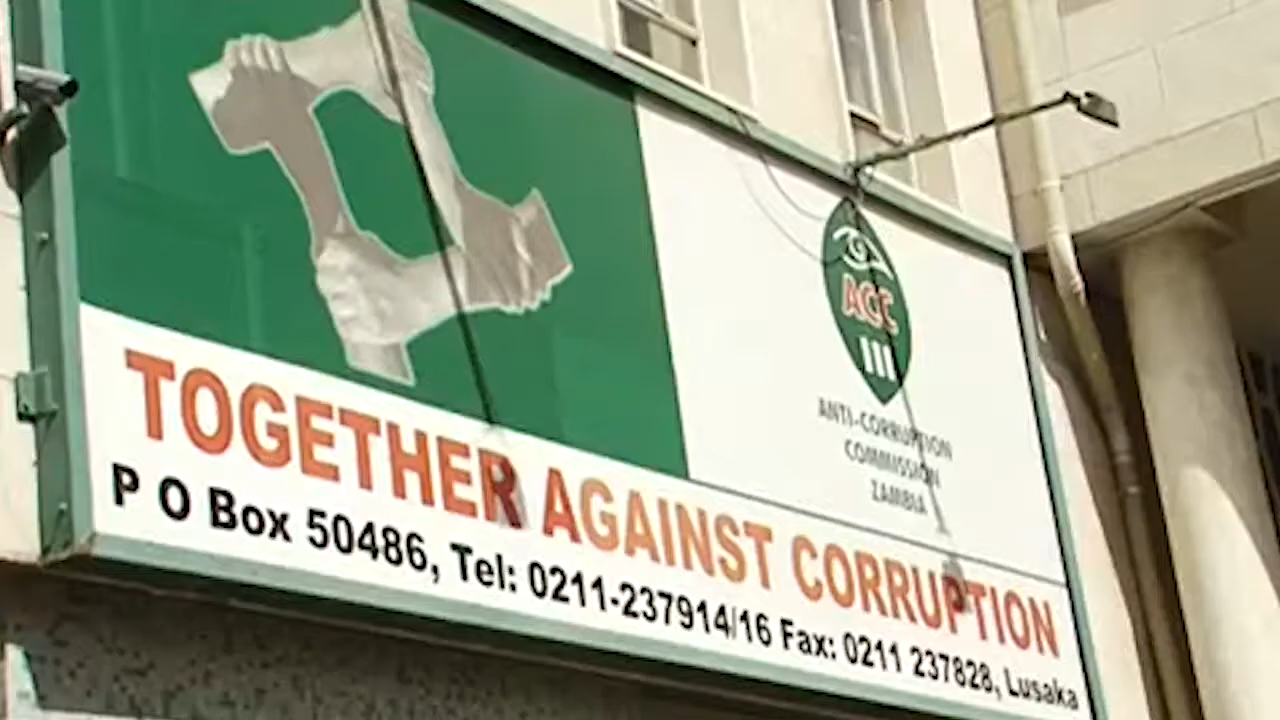 ACC
ANTI-CORRUPTION
COMMISSION
ZAMBIA
TOGETHER AGAINST CORRUPTION
P O Box 50486, Tel: 0211-237914/16 Fax: 0211 237828, Lusaka